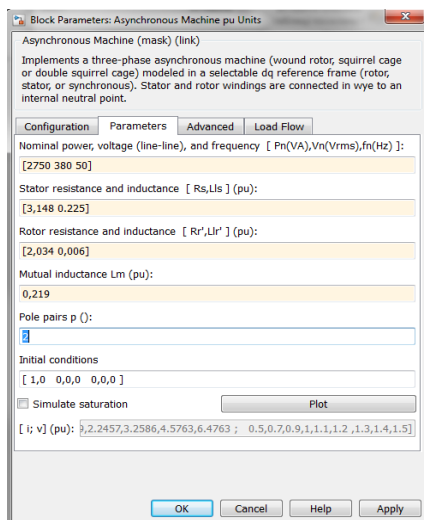 Block Parameters: Asynchronous Machine pu Units
Asynchronous Machine (mask) (link)
Implements a three-phase asynchronous machine (wound rotor, squirrel cage
or double squirrel cage) modeled in a selectable dq reference frame (rotor,
stator, or synchronous). Stator and rotor windings are connected in wye to an
internal neutral point.
Configuration Parameters Advanced Load Flow
Nominal power, voltage (line-line), and frequency [ Pn(VA),Vn(Vrms),fn(Hz) ]:
[2750 380 50]
Stator resistance and inductance [ Rs,Lls ] (pu):
[3,148 0.225]
Rotor resistance and inductance [ Rr',Llr' ] (pu):
[2,034 0,006]
Mutual inductance Lm (pu):
0,219
Pole pairs p ():
2
Initial conditions
[ 1,0 0,0,0 0,0,0 ]
Simulate saturation Plot
[ i; v] (pu): 9,2.2457,3.2586,4.5763,6.4763 ; 0.5,0.7,0.9,1,1.1,1.2 ,1.3,1.4,1.5]
OK Cancel Help Apply